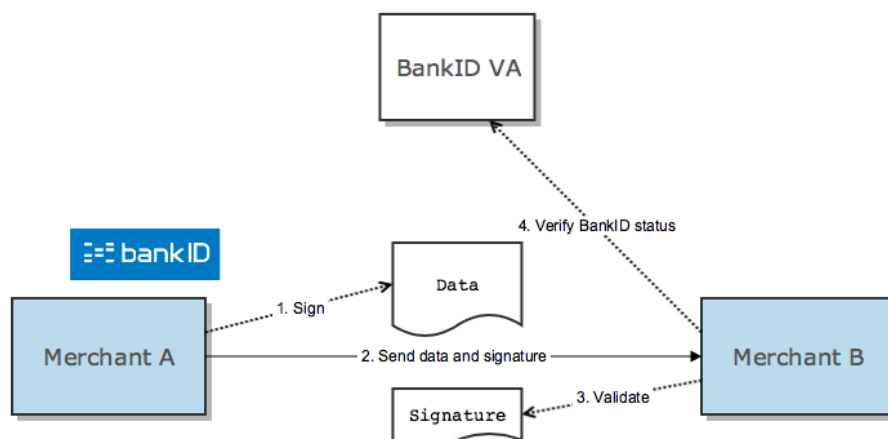 BankID VA
4. Verify BankID status
bankID
Data
1. Sign
Merchant A
2. Send data and signature
Merchant B
3. Validate
Signature